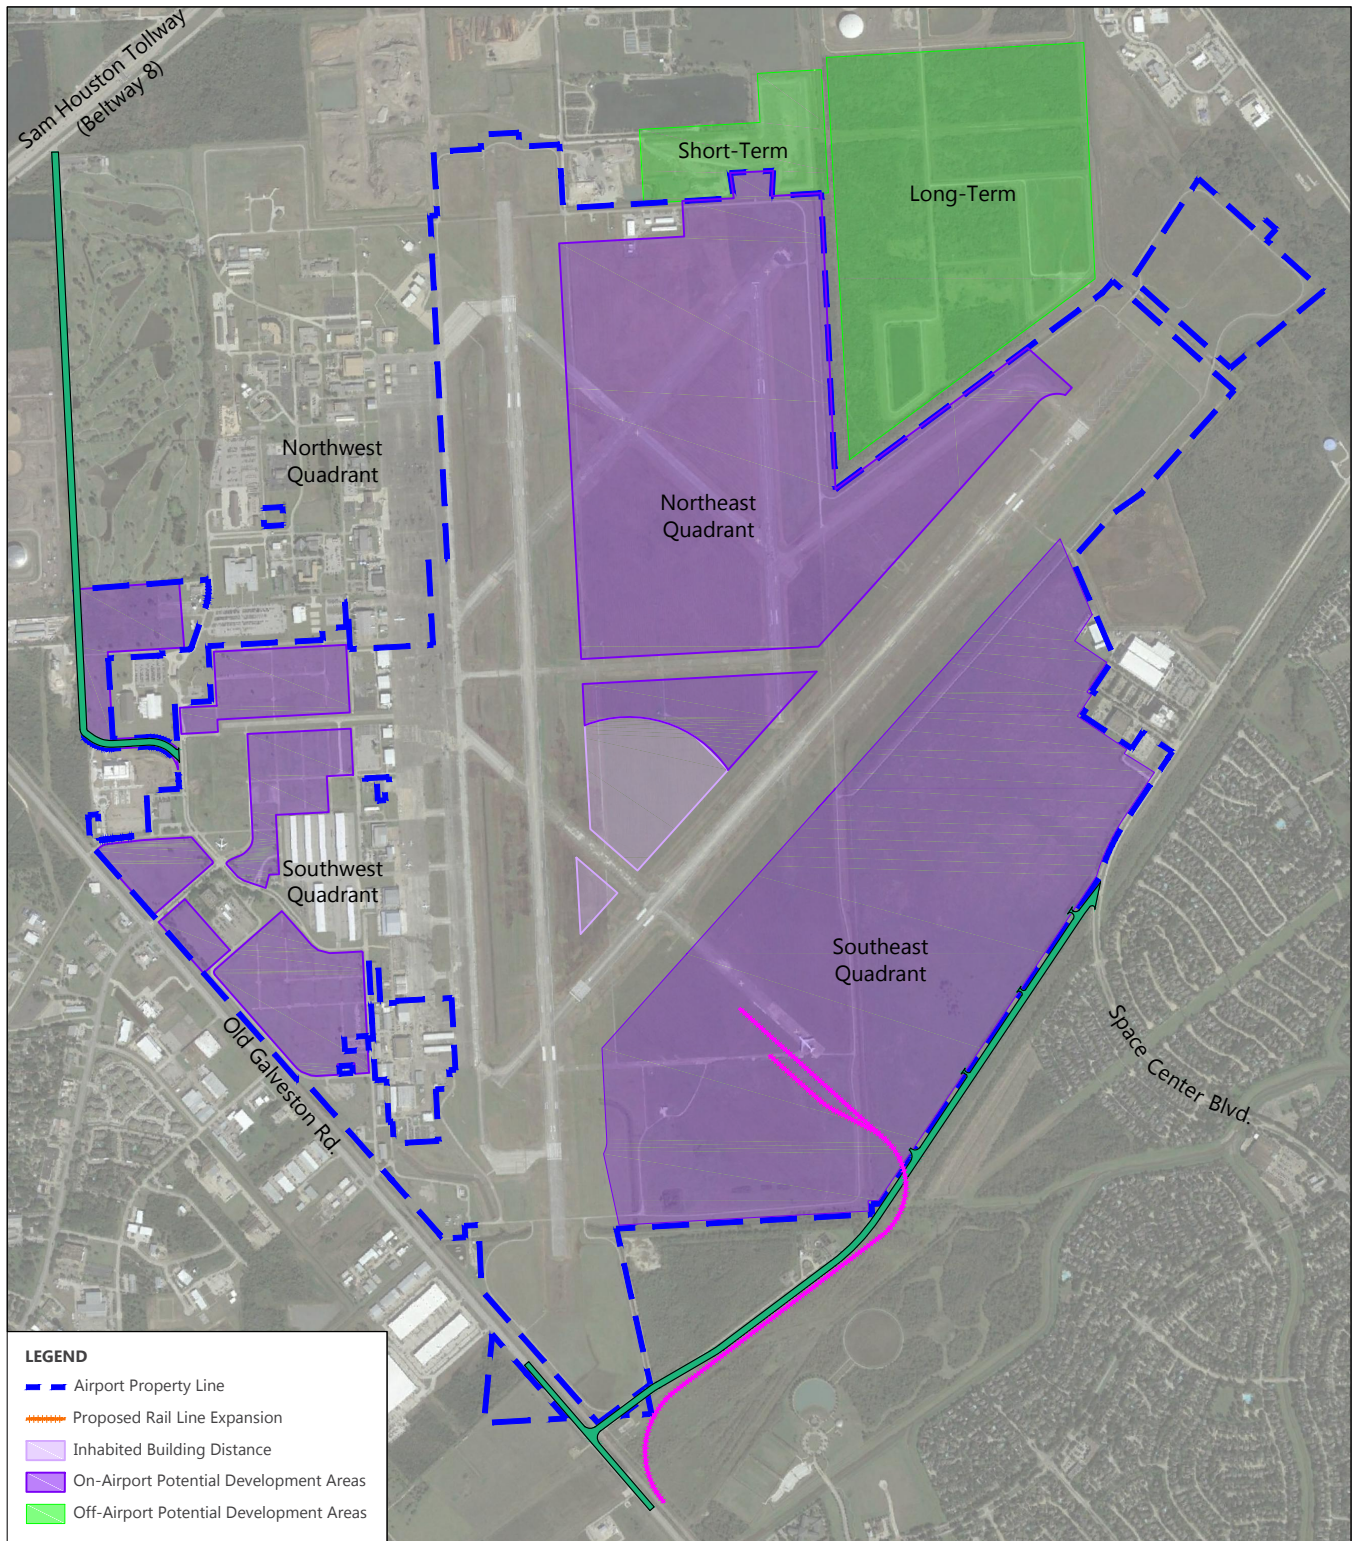 Sam Houston Tollway
(Beltway 8)
Short-Term
Long-Term
Northwest
Quadrant
Northeast
Quadrant
Southwest
Quadrant
Southeast
Quadrant
Old Galveston Rd.
Space Center Blvd.
LEGEND
Airport Property Line
Proposed Rail Line Expansion
Inhabited Building Distance
On-Airport Potential Development Areas
Off-Airport Potential Development Areas